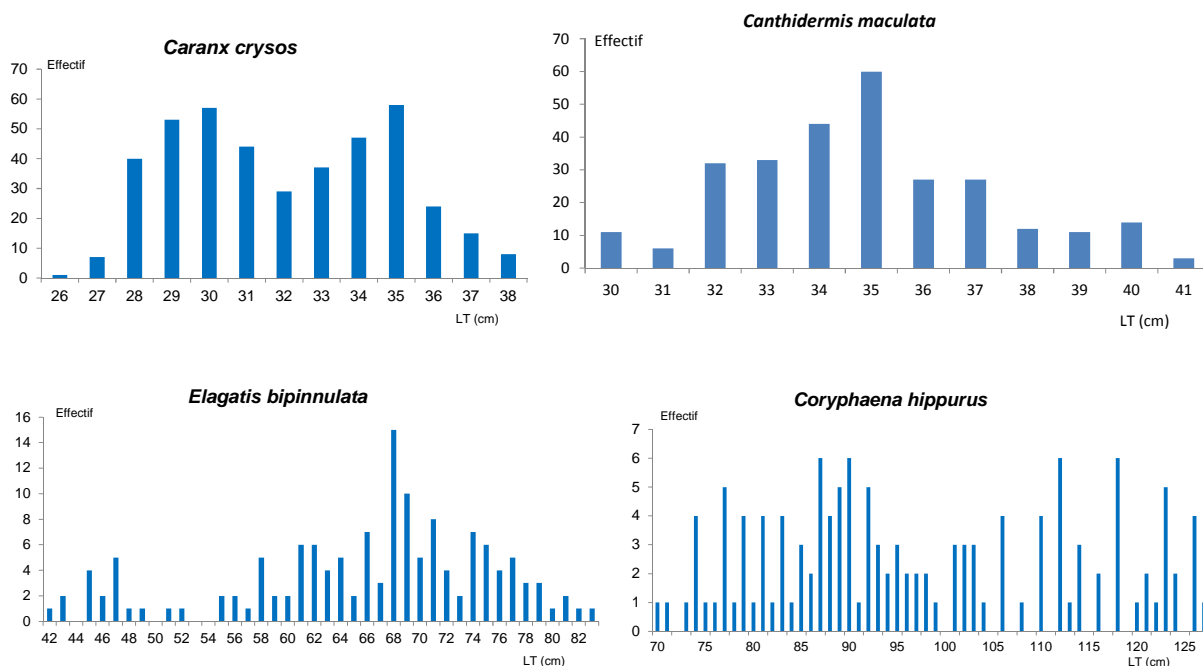 Caranx crysos
Effectif
70
60
50
40
30
20
10
0
26 27 28 29 30 31 32 33 34 35 36 37 38
LT (cm)
Canthidermis maculata
Effectif
70
60
50
40
30
20
10
0
30 31 32 33 34 35 36 37 38 39 40 41
LT (cm)
Elagatis bipinnulata
Effectif
16
14
12
10
8
6
4
2
0
42 44 46 48 50 52 54 56 58 60 62 64 66 68 70 72 74 76 78 80 82
LT (cm)
Coryphaena hippurus
Effectif
7
6
5
4
3
2
1
0
70 75 80 85 90 95 100 105 110 115 120 125
LT (cm)